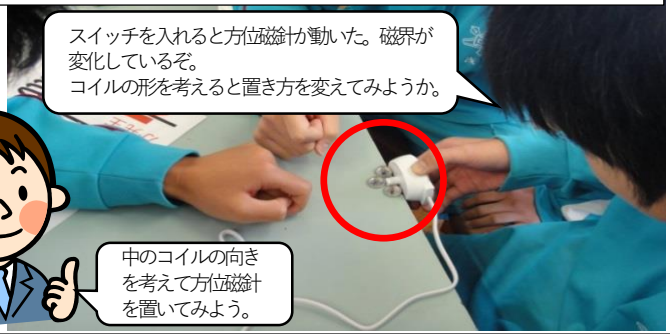 スイッチを入れると方位磁針が動いた。磁界が
変化しているぞ。
コイルの形を考えると置き方を変えてみようか。
中のコイルの向き
を考えて方位磁針
を置いてみよう。